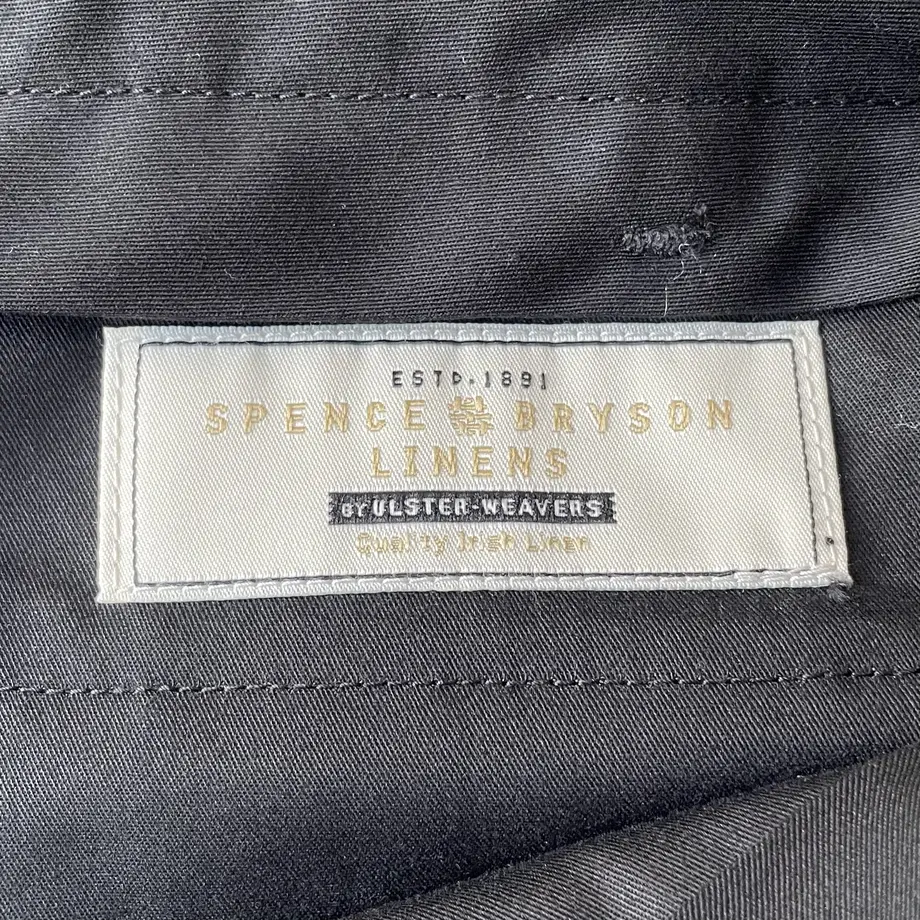 ESTD.1891
SPENCE BRYSON
LINENS
BY ULSTER-WEAVERS
Quality Irish Linen